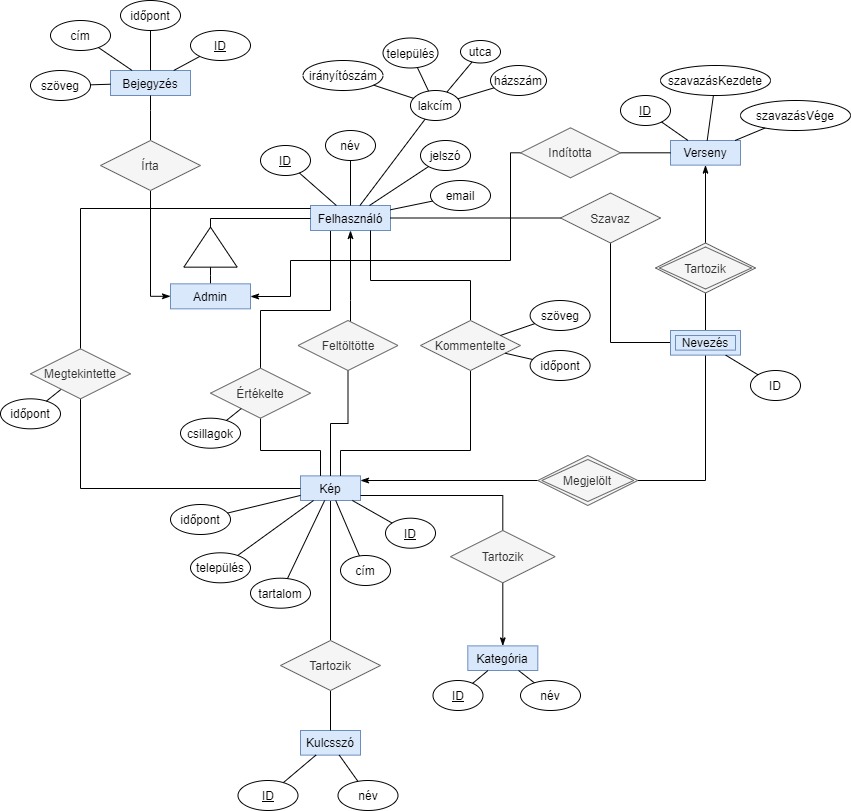 időpont
cím
ID
szöveg
Bejegyzés
település
utca
irányítószám
házszám
lakcím
szavazásKezdete
ID
szavazásVége
Írta
ID
név
jelszó
email
Indította
Verseny
Felhasználó
Szavaz
Admin
Tartozik
szöveg
Feltöltötte
Kommentelte
időpont
Nevezés
ID
Megtekintette
időpont
Értékelte
csillagok
Kép
Megjelölt
időpont
ID
település
cím
tartalom
Tartozik
Tartozik
Kategória
ID
név
Kulcsszó
ID
név